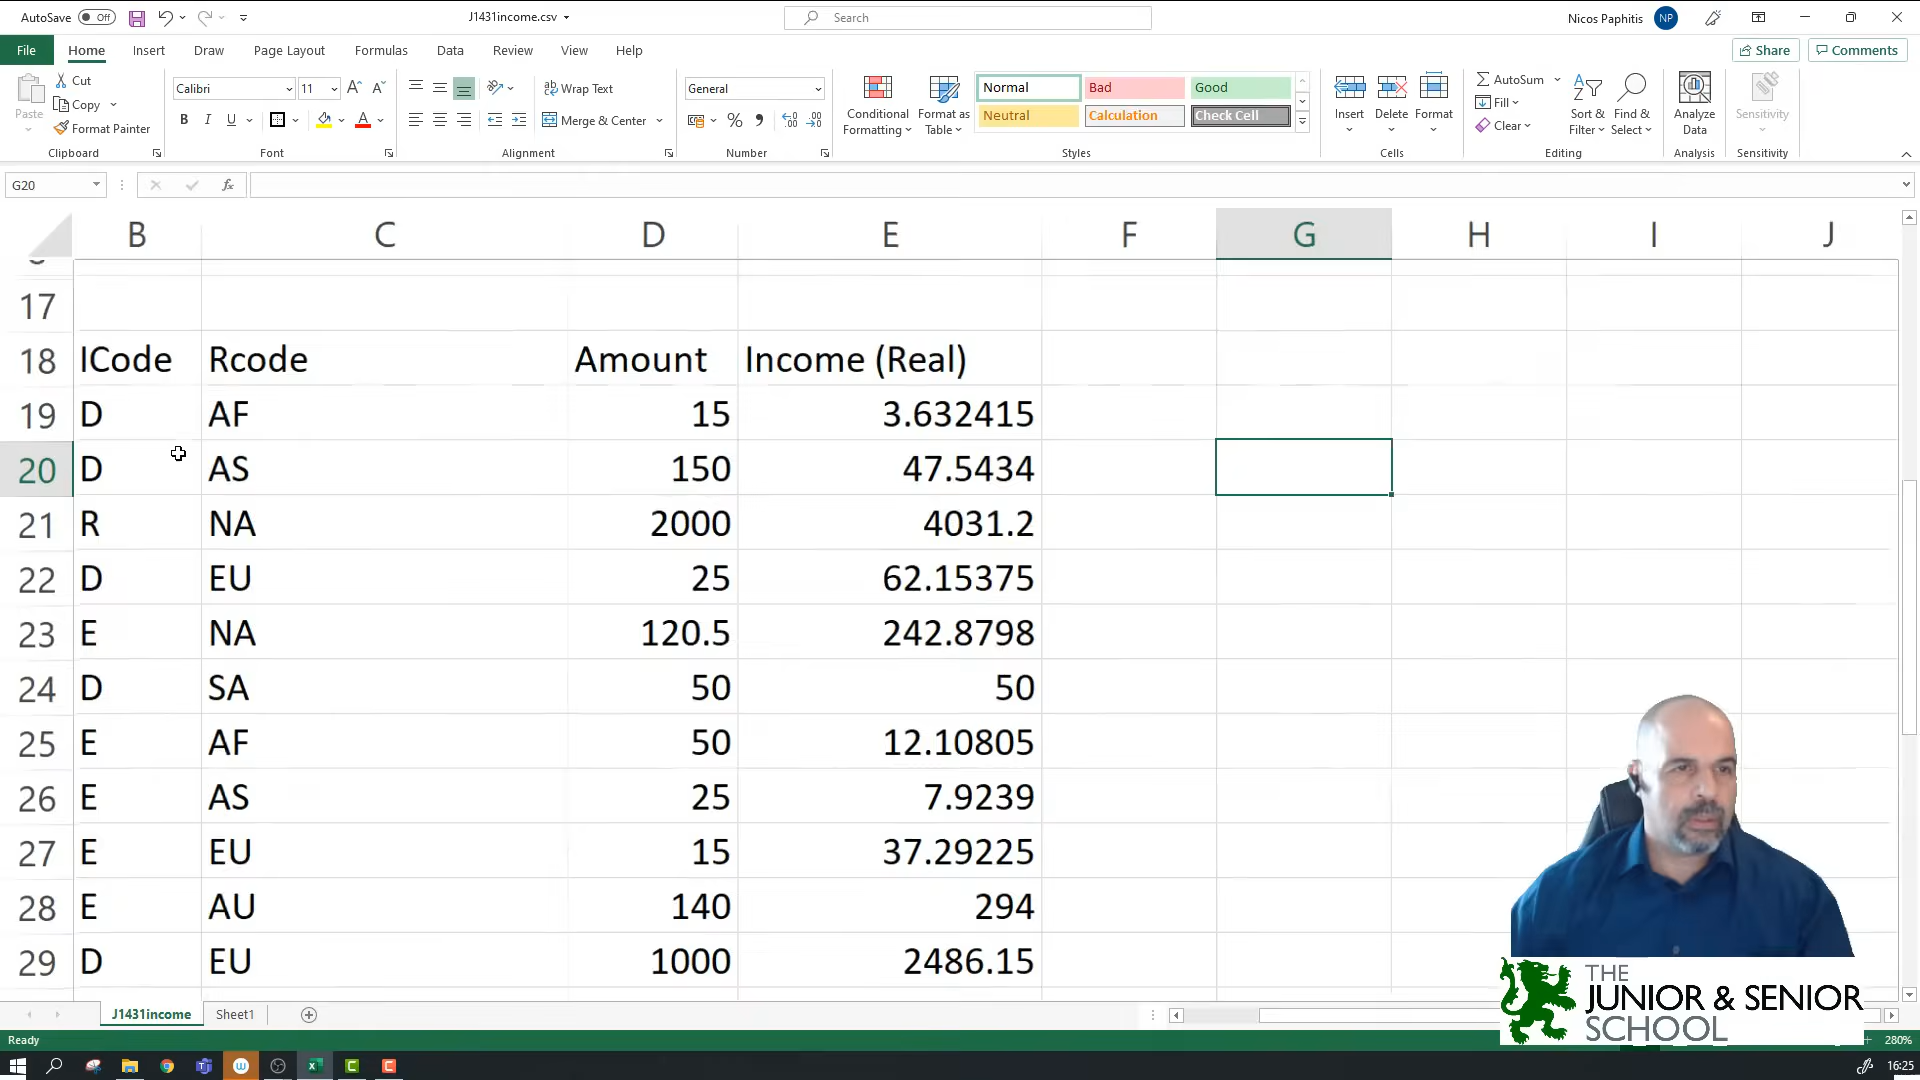 AutoSave Off J1431income.csv Search Nicos Paphitis NP
File Home Insert Draw Page Layout Formulas Data Review View Help Share Comments
Paste Cut Copy Format Painter Clipboard
Calibri 11 B I U A Font
Wrap Text Merge & Center Alignment
General % Number
Conditional Formatting Format as Table Normal Bad Good Neutral Calculation Check Cell Styles
Insert Delete Format Cells
AutoSum Fill Clear Sort & Filter Find & Select Editing
Analyze Data Analysis Sensitivity Sensitivity
G20 fx
B C D E F G H I J
17
18 ICode Rcode Amount Income (Real)
19 D AF 15 3.632415
20 D AS 150 47.5434
21 R NA 2000 4031.2
22 D EU 25 62.15375
23 E NA 120.5 242.8798
24 D SA 50 50
25 E AF 50 12.10805
26 E AS 25 7.9239
27 E EU 15 37.29225
28 E AU 140 294
29 D EU 1000 2486.15
THE
JUNIOR & SENIOR
SCHOOL
J1431income Sheet1
Ready 280%
16:25